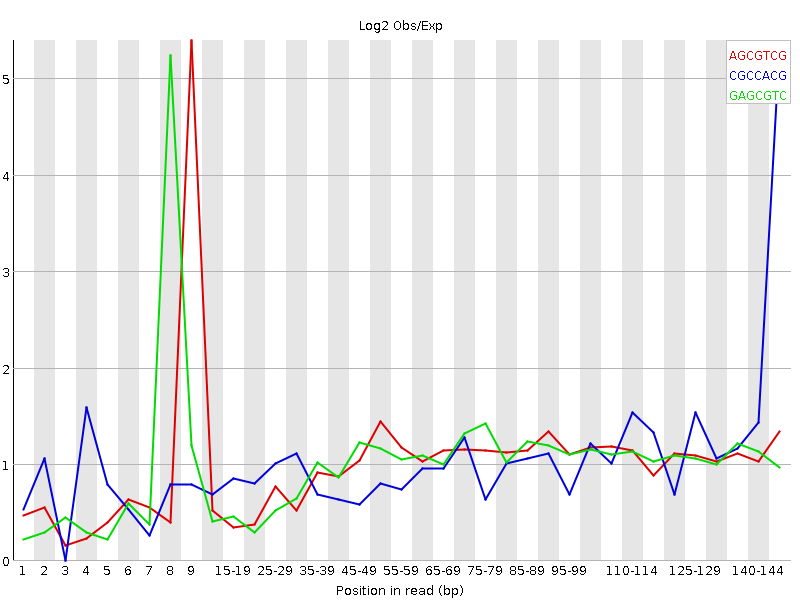 Log2 Obs/Exp
AGCGTCG
CGCCACG
GAGCGTC
5
4
3
2
1
0
1 2 3 4 5 6 7 8 9 15-19 25-29 35-39 45-49 55-59 65-69 75-79 85-89 95-99 110-114 125-129 140-144
Position in read (bp)